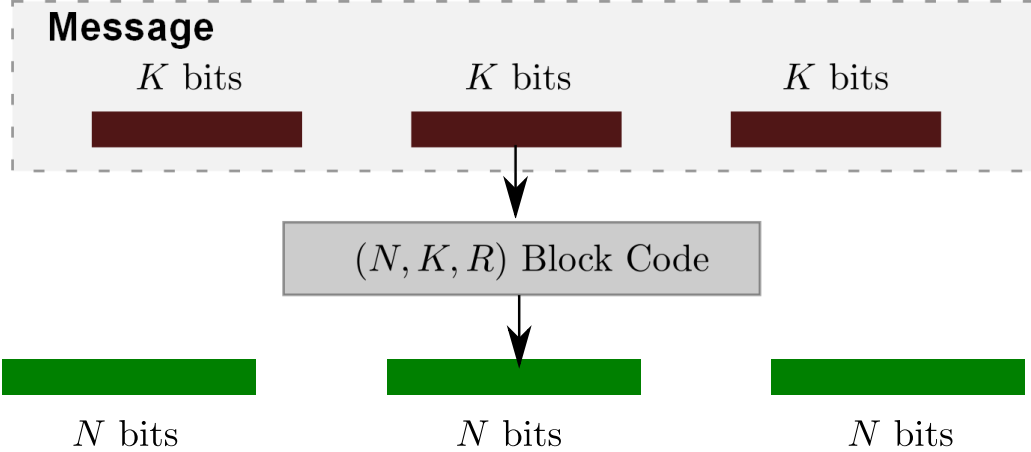 Message
K bits K bits K bits
(N, K, R) Block Code
N bits N bits N bits